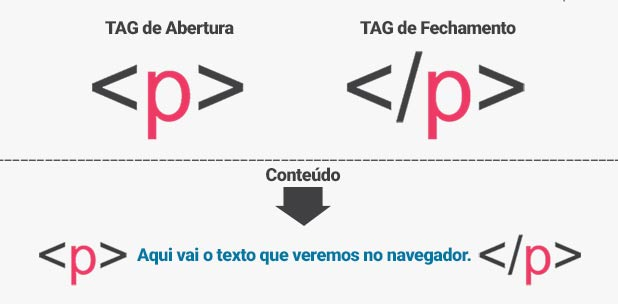 TAG de Abertura
TAG de Fechamento
<p>
</p>
Conteúdo
<p> Aqui vai o texto que veremos no navegador. </p>